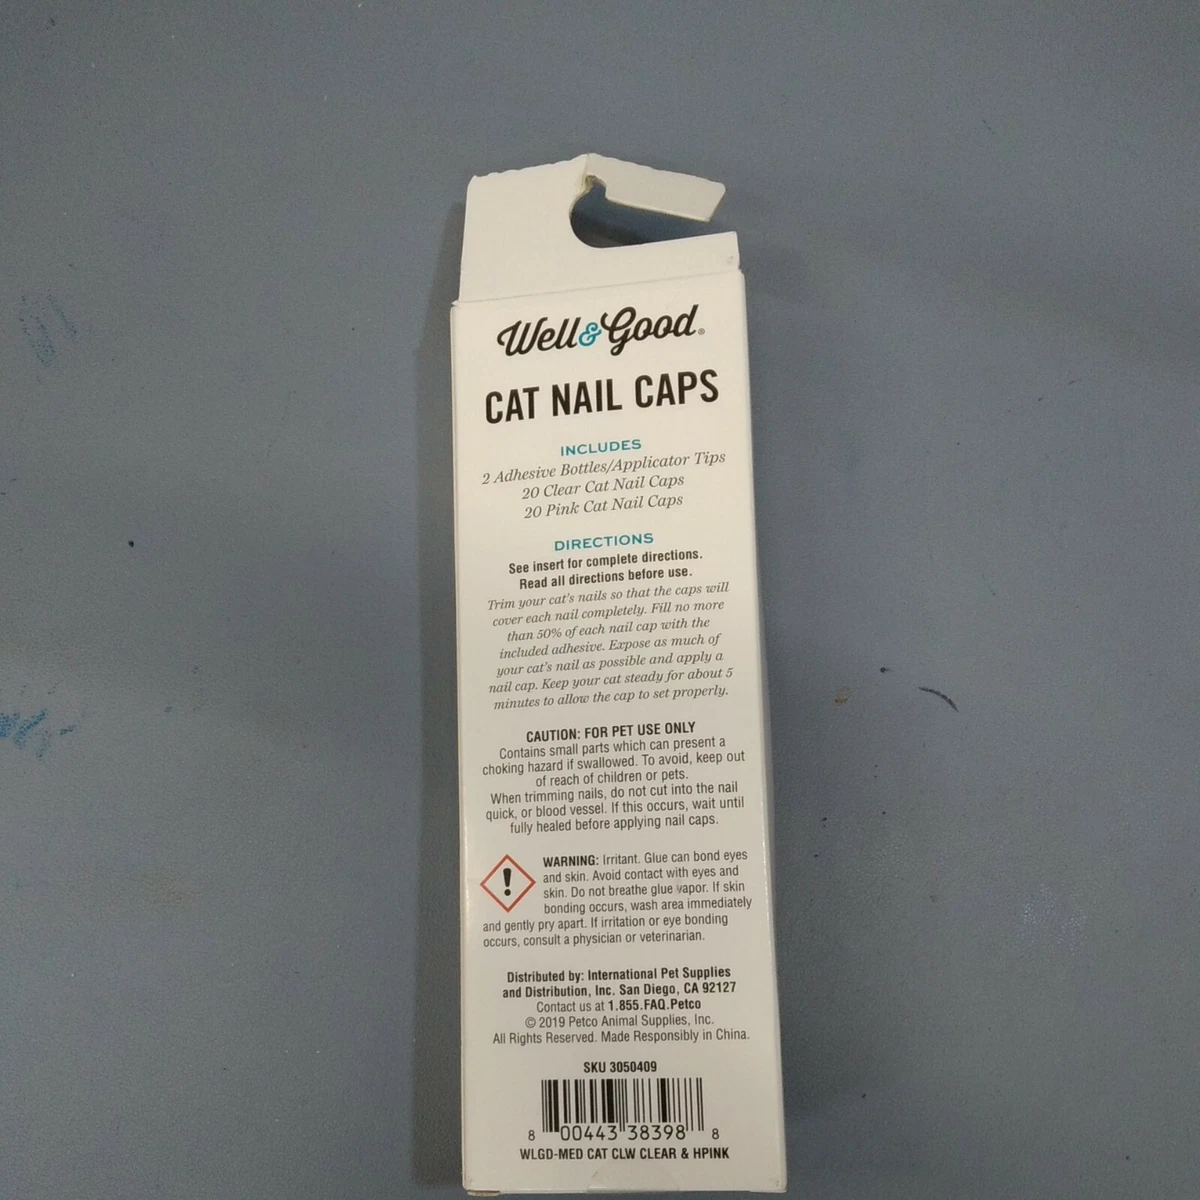 Well&Good®
CAT NAIL CAPS
INCLUDES
2 Adhesive Bottles/Applicator Tips
20 Clear Cat Nail Caps
20 Pink Cat Nail Caps
DIRECTIONS
See insert for complete directions.
Read all directions before use.
Trim your cat's nails so that the caps will
cover each nail completely. Fill no more
than 50% of each nail cap with the
included adhesive. Expose as much of
your cat's nail as possible and apply a
nail cap. Keep your cat steady for about 5
minutes to allow the cap to set properly.
CAUTION: FOR PET USE ONLY
Contains small parts which can present a
choking hazard if swallowed. To avoid, keep out
of reach of children or pets.
When trimming nails, do not cut into the nail
quick, or blood vessel. If this occurs, wait until
fully healed before applying nail caps.
WARNING: Irritant. Glue can bond eyes
and skin. Avoid contact with eyes and
skin. Do not breathe glue vapor. If skin
bonding occurs, wash area immediately
and gently pry apart. If irritation or eye bonding
occurs, consult a physician or veterinarian.
Distributed by: International Pet Supplies
and Distribution, Inc. San Diego, CA 92127
Contact us at 1.855.FAQ.Petco
© 2019 Petco Animal Supplies, Inc.
All Rights Reserved. Made Responsibly in China.
SKU 3050409
8 00443 38398 8
WLGD-MED CAT CLW CLEAR & HPINK